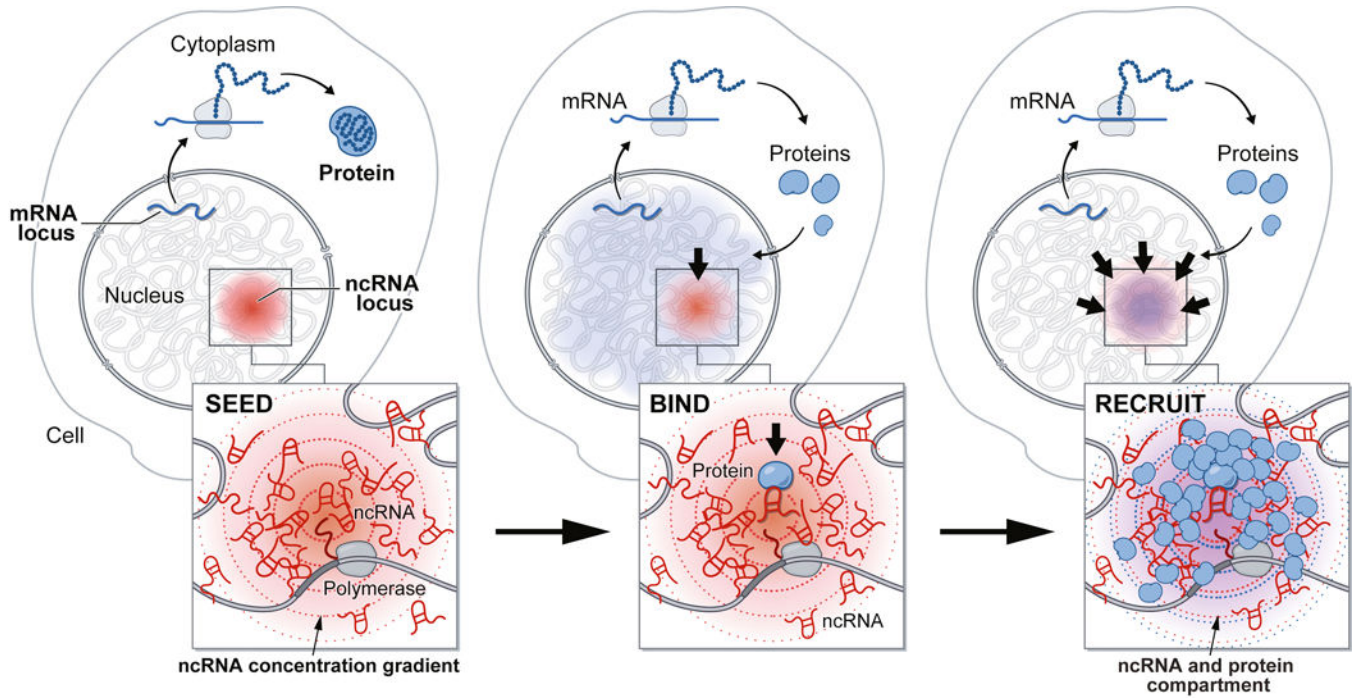 Cytoplasm
Protein
mRNA
locus
Nucleus
ncRNA
locus
Cell
SEED
ncRNA
Polymerase
ncRNA concentration gradient
mRNA
Proteins
BIND
Protein
ncRNA
mRNA
Proteins
RECRUIT
ncRNA and protein
compartment